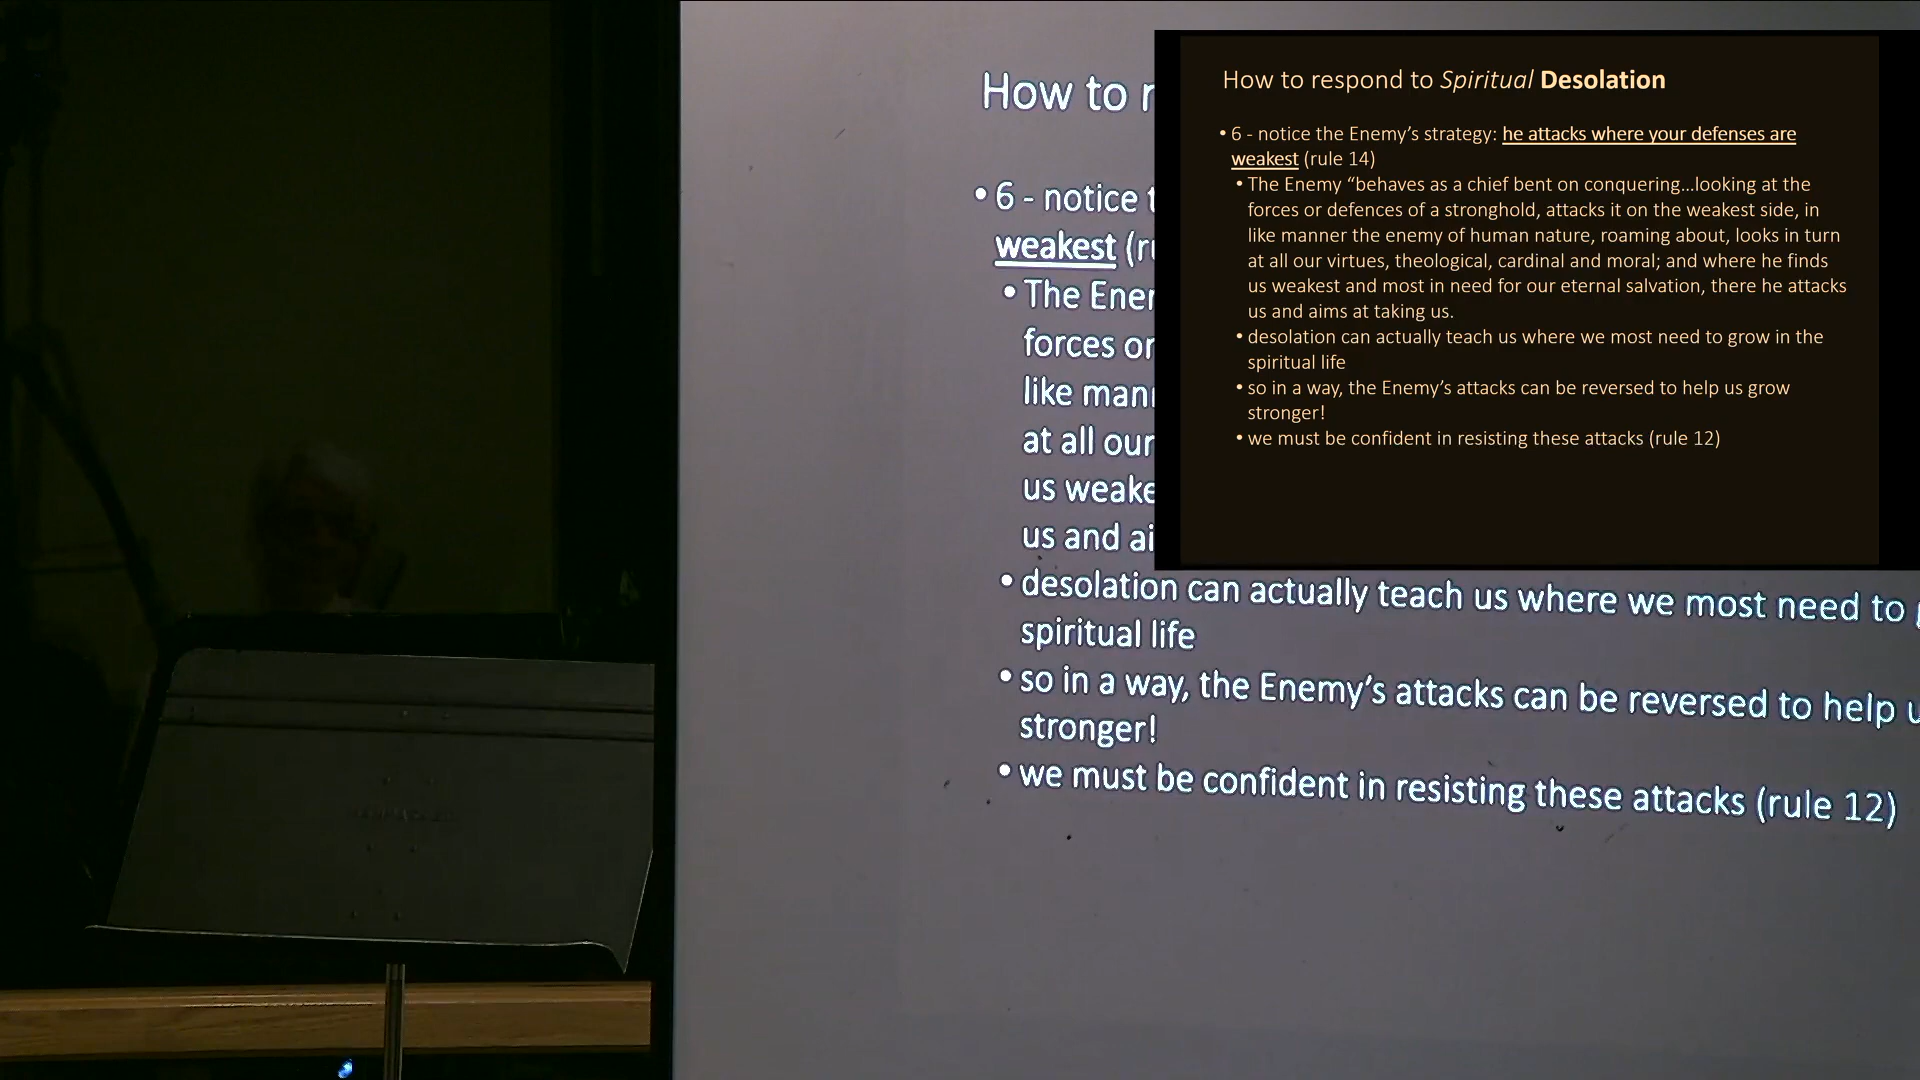 How to r
• 6 - notice t
weakest (ru
• The Ener
forces or
like man
at all our
us weake
us and ai
• desolation can actually teach us where we most need to
spiritual life
• so in a way, the Enemy’s attacks can be reversed to help u
stronger!
• we must be confident in resisting these attacks (rule 12)
How to respond to Spiritual Desolation
• 6 - notice the Enemy’s strategy: he attacks where your defenses are
weakest (rule 14)
• The Enemy “behaves as a chief bent on conquering...looking at the
forces or defences of a stronghold, attacks it on the weakest side, in
like manner the enemy of human nature, roaming about, looks in turn
at all our virtues, theological, cardinal and moral; and where he finds
us weakest and most in need for our eternal salvation, there he attacks
us and aims at taking us.
• desolation can actually teach us where we most need to grow in the
spiritual life
• so in a way, the Enemy’s attacks can be reversed to help us grow
stronger!
• we must be confident in resisting these attacks (rule 12)